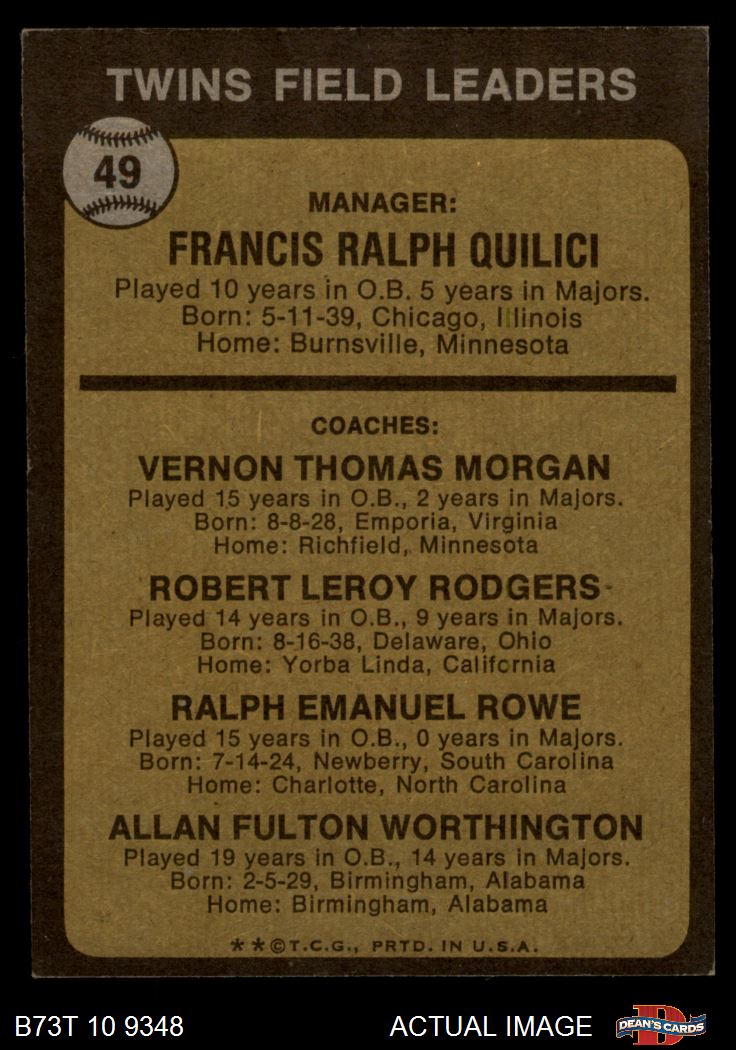 TWINS FIELD LEADERS
49
MANAGER:
FRANCIS RALPH QUILICI
Played 10 years in O.B. 5 years in Majors.
Born: 5-11-39, Chicago, Illinois
Home: Burnsville, Minnesota
COACHES:
VERNON THOMAS MORGAN
Played 15 years in O.B., 2 years in Majors.
Born: 8-8-28, Emporia, Virginia
Home: Richfield, Minnesota
ROBERT LEROY RODGERS
Played 14 years in O.B., 9 years in Majors.
Born: 8-16-38, Delaware, Ohio
Home: Yorba Linda, California
RALPH EMANUEL ROWE
Played 15 years in O.B., 0 years in Majors.
Born: 7-14-24, Newberry, South Carolina
Home: Charlotte, North Carolina
ALLAN FULTON WORTHINGTON
Played 19 years in O.B., 14 years in Majors.
Born: 2-5-29, Birmingham, Alabama
Home: Birmingham, Alabama
**©T.C.G., PRTD. IN U.S.A.
B73T 10 9348 ACTUAL IMAGE D DEAN'S CARDS